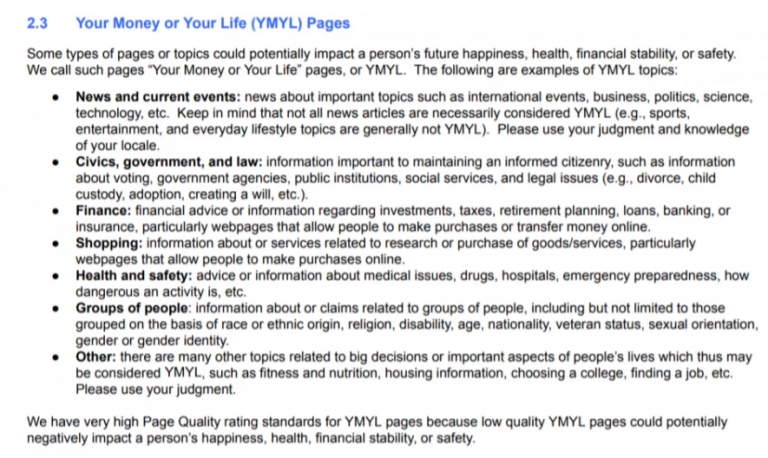 2.3 Your Money or Your Life (YMYL) Pages
Some types of pages or topics could potentially impact a person's future happiness, health, financial stability, or safety.
We call such pages "Your Money or Your Life" pages, or YMYL. The following are examples of YMYL topics:
• News and current events: news about important topics such as international events, business, politics, science,
technology, etc. Keep in mind that not all news articles are necessarily considered YMYL (e.g., sports,
entertainment, and everyday lifestyle topics are generally not YMYL). Please use your judgment and knowledge
of your locale.
• Civics, government, and law: information important to maintaining an informed citizenry, such as information
about voting, government agencies, public institutions, social services, and legal issues (e.g., divorce, child
custody, adoption, creating a will, etc.).
• Finance: financial advice or information regarding investments, taxes, retirement planning, loans, banking, or
insurance, particularly webpages that allow people to make purchases or transfer money online.
• Shopping: information about or services related to research or purchase of goods/services, particularly
webpages that allow people to make purchases online.
• Health and safety: advice or information about medical issues, drugs, hospitals, emergency preparedness, how
dangerous an activity is, etc.
• Groups of people: information about or claims related to groups of people, including but not limited to those
grouped on the basis of race or ethnic origin, religion, disability, age, nationality, veteran status, sexual orientation,
gender or gender identity.
• Other: there are many other topics related to big decisions or important aspects of people's lives which thus may
be considered YMYL, such as fitness and nutrition, housing information, choosing a college, finding a job, etc.
Please use your judgment.
We have very high Page Quality rating standards for YMYL pages because low quality YMYL pages could potentially
negatively impact a person's happiness, health, financial stability, or safety.